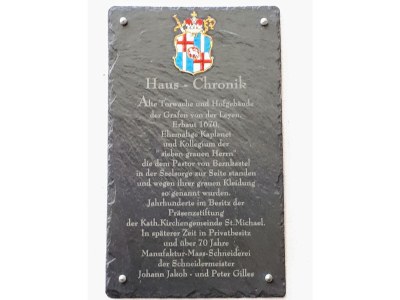 Haus - Chronik
Alte Torwache und Hofgebäude
der Grafen von der Leyen.
Erbaut 1620.
Ehemalige Kaplanei
und Kollegium der
sieben grauen Herrn
die dem Pastor von Bernkastel
in der Seelsorge zur Seite standen
und wegen ihrer grauen Kleidung
so genannt wurden.
Jahrhunderte im Besitz der
Präsenzstiftung
der Kath.Kirchengemeinde St.Michael.
In späterer Zeit in Privatbesitz
und über 70 Jahre
Manufaktur-Mass-Schneiderei
der Schneidermeister
Johann Jakob - und Peter Gilles